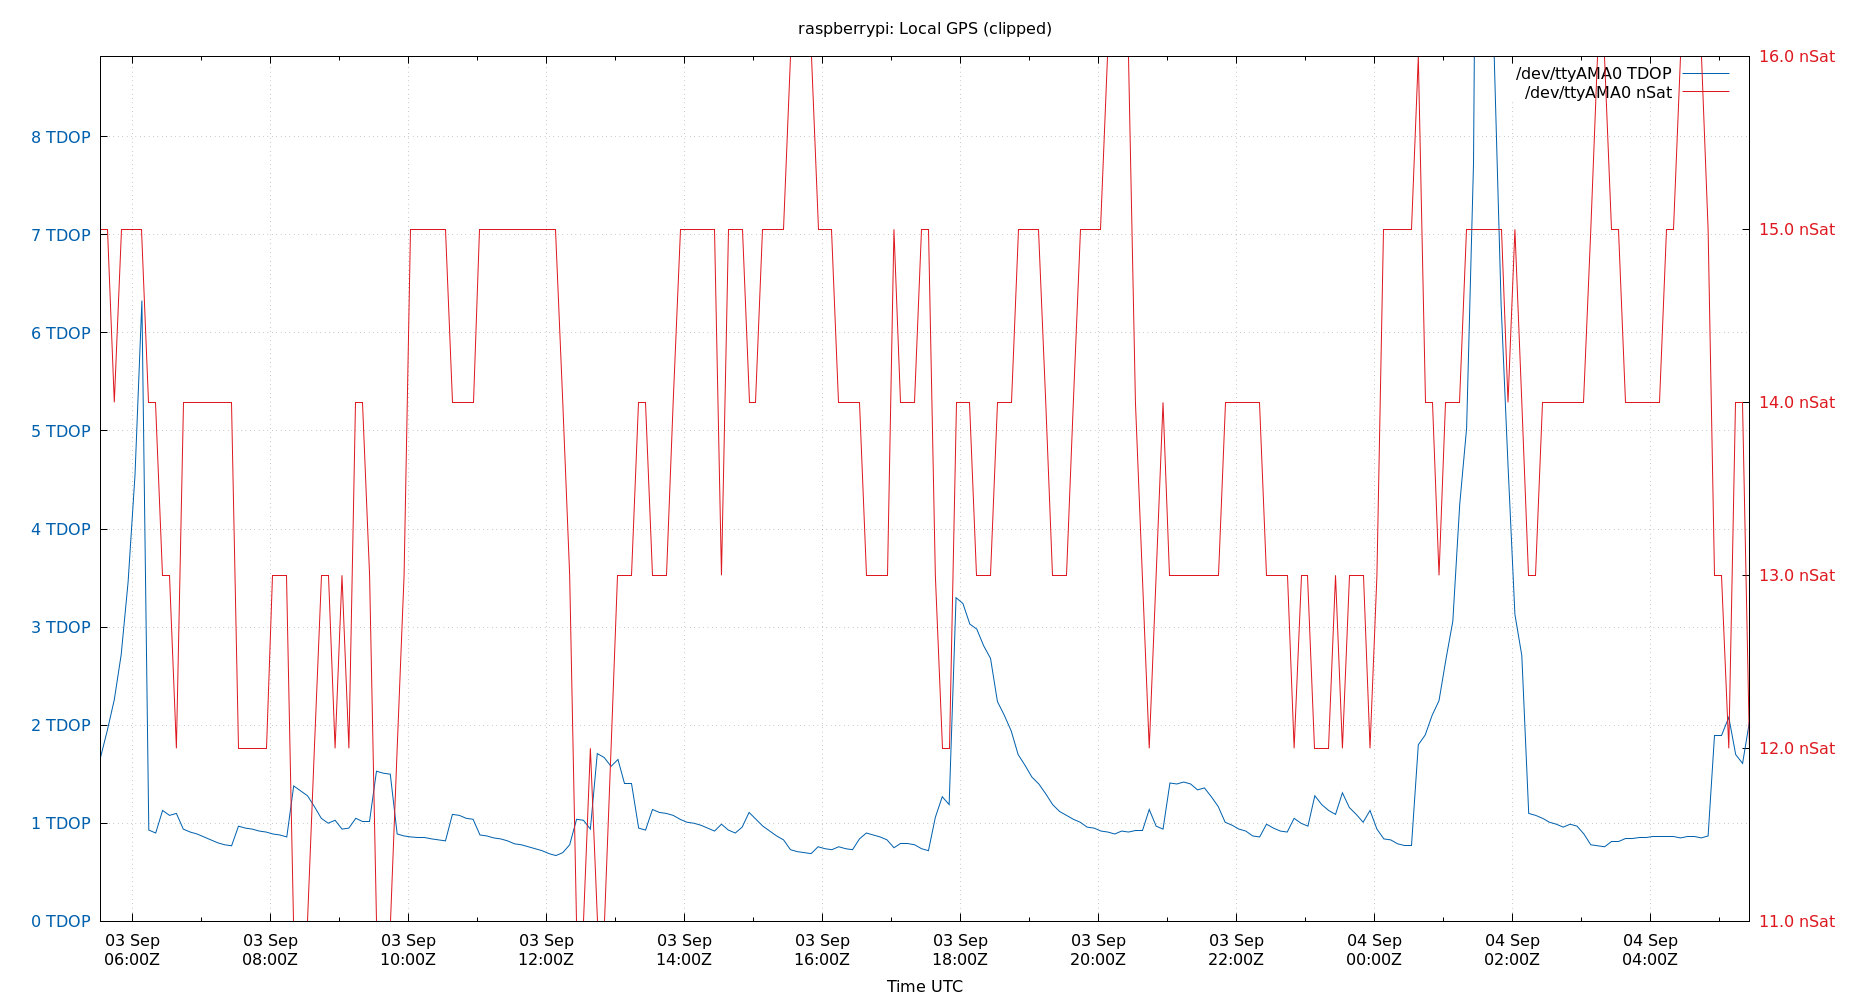 raspberrypi: Local GPS (clipped)
16.0 nSat
/dev/ttyAMA0 TDOP
/dev/ttyAMA0 nSat
8 TDOP
7 TDOP
15.0 nSat
6 TDOP
14.0 nSat
5 TDOP
4 TDOP
13.0 nSat
3 TDOP
2 TDOP
12.0 nSat
1 TDOP
0 TDOP
11.0 nSat
03 Sep 03 Sep 03 Sep 03 Sep 03 Sep 03 Sep 03 Sep 03 Sep 03 Sep 04 Sep 04 Sep 04 Sep
06:00Z 08:00Z 10:00Z 12:00Z 14:00Z 16:00Z 18:00Z 20:00Z 22:00Z 00:00Z 02:00Z 04:00Z
Time UTC